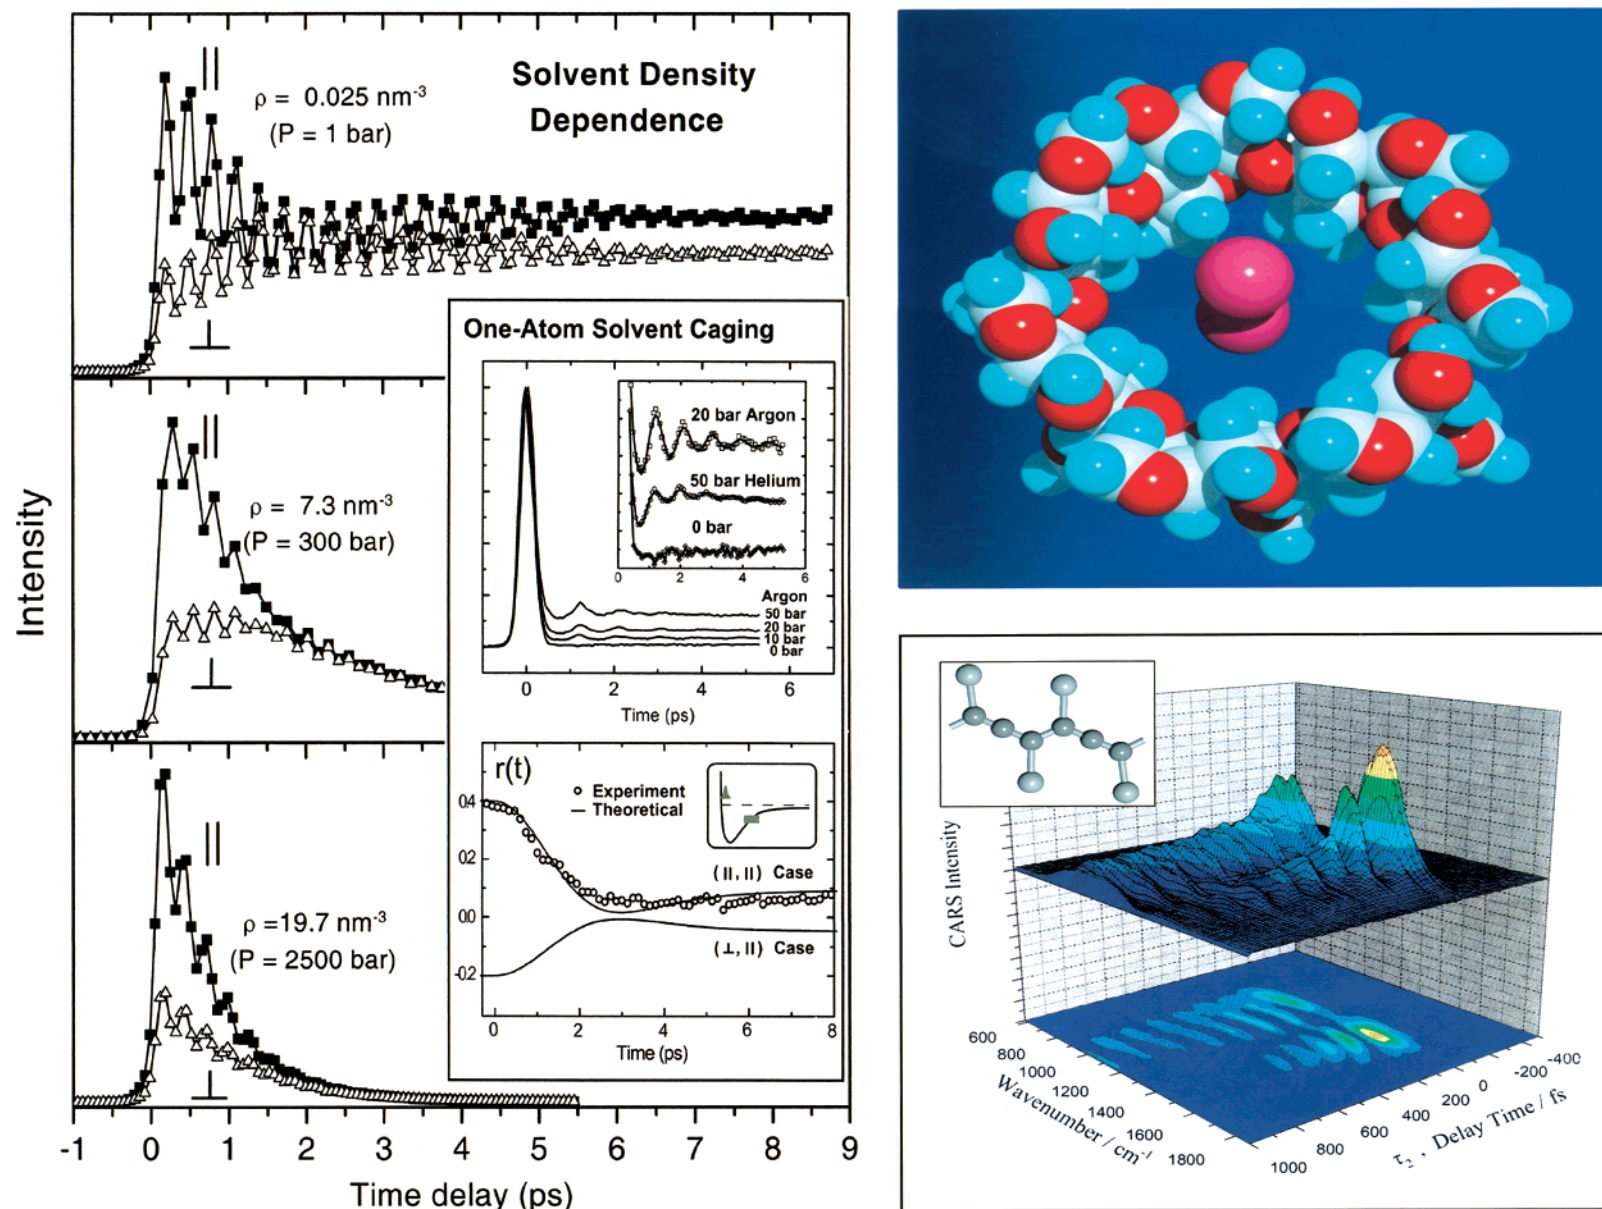 Solvent Density
Dependence
||
ρ = 0.025 nm⁻³
(P = 1 bar)
⊥
||
ρ = 7.3 nm⁻³
(P = 300 bar)
⊥
||
ρ =19.7 nm⁻³
(P = 2500 bar)
⊥
Intensity
-1 0 1 2 3 4 5 6 7 8 9
Time delay (ps)
One-Atom Solvent Caging
20 bar Argon
50 bar Helium
0 bar
0 2 4 6
Argon
50 bar
20 bar
10 bar
0 bar
0 2 4 6
Time (ps)
r(t)
Experiment
Theoretical
0.4
0.2
0.0
-0.2
(||, ||) Case
(⊥, ||) Case
0 2 4 6 8
Time (ps)
CARS Intensity
600
800
1000
1200
1400
1600
1800
Wavenumber / cm⁻¹
-400
-200
0
200
400
600
800
1000
τ₂ , Delay Time / fs